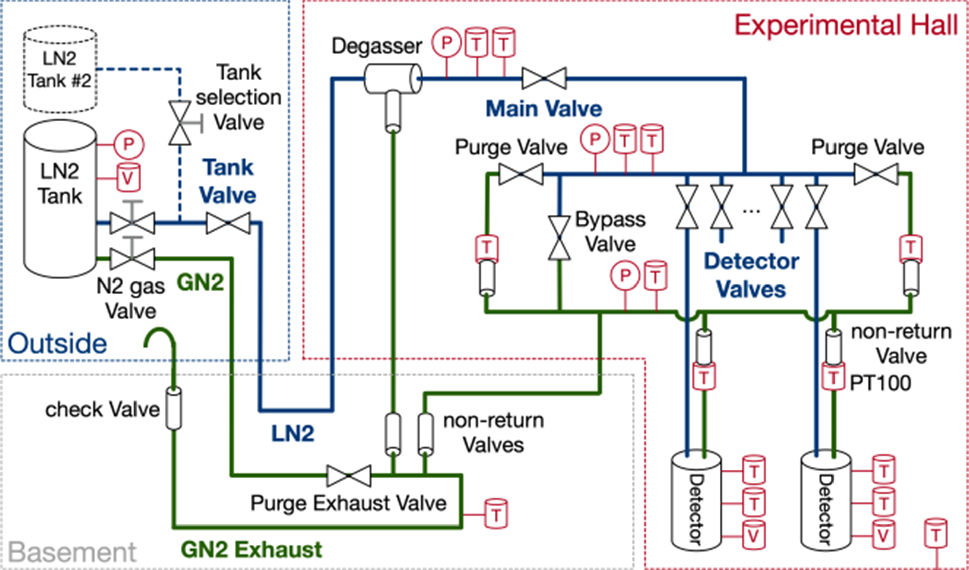 Experimental Hall
LN2
Tank #2
Tank
selection
Valve
LN2
Tank
P
V
Tank
Valve
N2 gas
Valve
GN2
Outside
Degasser
P
T
T
Main Valve
Purge Valve
P
T
T
Purge Valve
Bypass
Valve
...
Detector
Valves
T
T
P
T
non-return
Valve
T
T
PT100
check Valve
LN2
non-return
Valves
Purge Exhaust Valve
T
GN2 Exhaust
Basement
Detector
T
T
V
Detector
T
T
V
T